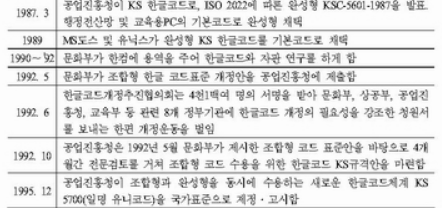 1987. 3 공업진흥청이 KS 한글코드로, ISO 2022에 따른 완성형 KSC-5601-1987을 발표.
행정전산망 및 교육용PC의 기본코드로 완성형 채택
1989 MS도스 및 유닉스가 완성형 KS 한글코드를 기본코드로 채택
1990~'92 문화부가 한컴에 용역을 주어 한글코드와 자판 연구를 하게 함
1992. 5 문화부가 조합형 한글 코드표준 개정안을 공업진흥청에 제출함
1992. 6 한글코드개정추진협의회는 4천1백여 명의 서명을 받아 문화부, 상공부, 공업진
흥청, 교육부 등 관련 8개 정부기관에 한글코드 개정의 필요성을 강조한 청원서
를 보내는 한편 개정운동을 벌임
1992. 10 공업진흥청은 1992년 5월 문화부가 제시한 조합형 코드 표준안을 바탕으로 4개
월간 전문검토를 거쳐 조합형 코드 수용을 위한 한글코드 KS규격안을 마련함
1995. 12 공업진흥청이 조합형과 완성형을 동시에 수용하는 새로운 한글코드체계 KS
5700(일명 유니코드)을 국가표준으로 제정·고시함